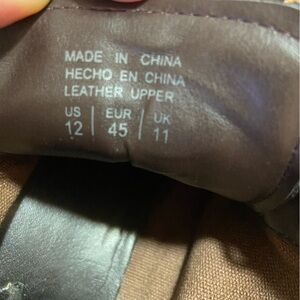 MADE IN CHINA
HECHO EN CHINA
LEATHER UPPER
US | EUR | UK
12 | 45 | 11